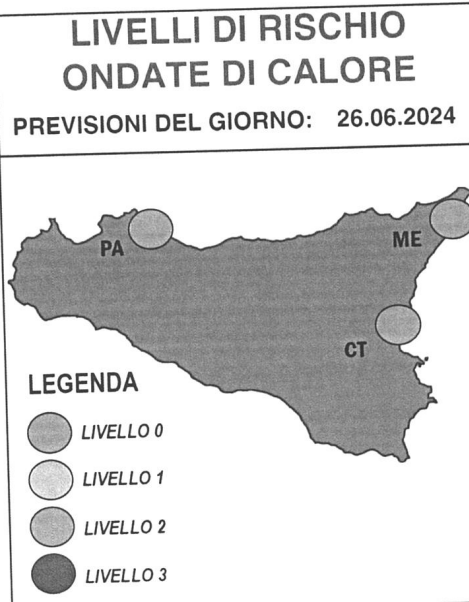 LIVELLI DI RISCHIO
ONDATE DI CALORE
PREVISIONI DEL GIORNO: 26.06.2024
PA
ME
CT
LEGENDA
LIVELLO 0
LIVELLO 1
LIVELLO 2
LIVELLO 3